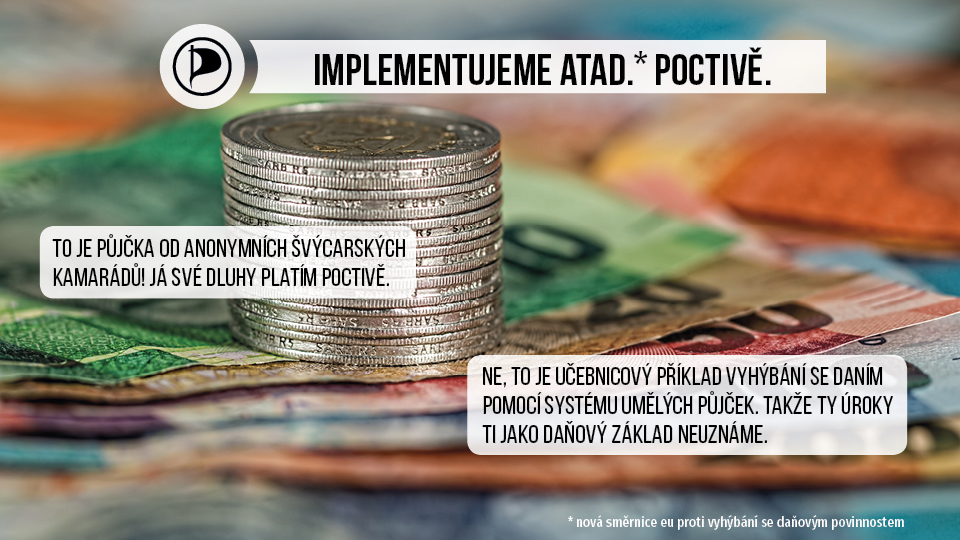 IMPLEMENTUJEME ATAD.* POCTIVĚ.
TO JE PŮJČKA OD ANONYMNÍCH ŠVÝCARSKÝCH
KAMARÁDŮ! JÁ SVÉ DLUHY PLATÍM POCTIVĚ.
NE, TO JE UČEBNICOVÝ PŘÍKLAD VYHÝBÁNÍ SE DANÍM
POMOCÍ SYSTÉMU UMĚLÝCH PŮJČEK. TAKŽE TY ÚROKY
TI JAKO DAŇOVÝ ZÁKLAD NEUZNÁME.
* nová směrnice eu proti vyhýbání se daňovým povinnostem